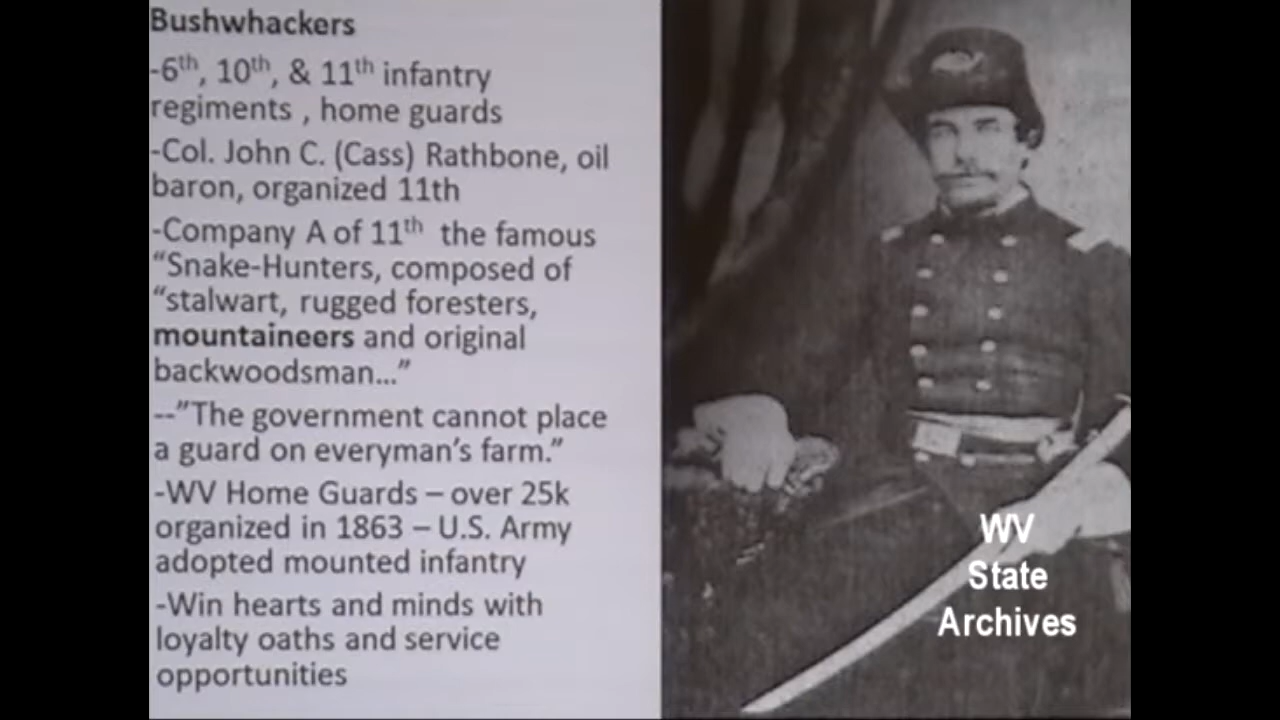 Bushwhackers
-6th, 10th, & 11th infantry
regiments , home guards
-Col. John C. (Cass) Rathbone, oil
baron, organized 11th
-Company A of 11th the famous
“Snake-Hunters, composed of
“stalwart, rugged foresters,
mountaineers and original
backwoodsman...”
--”The government cannot place
a guard on everyman’s farm.”
-WV Home Guards – over 25k
organized in 1863 – U.S. Army
adopted mounted infantry
-Win hearts and minds with
loyalty oaths and service
opportunities
WV
State
Archives